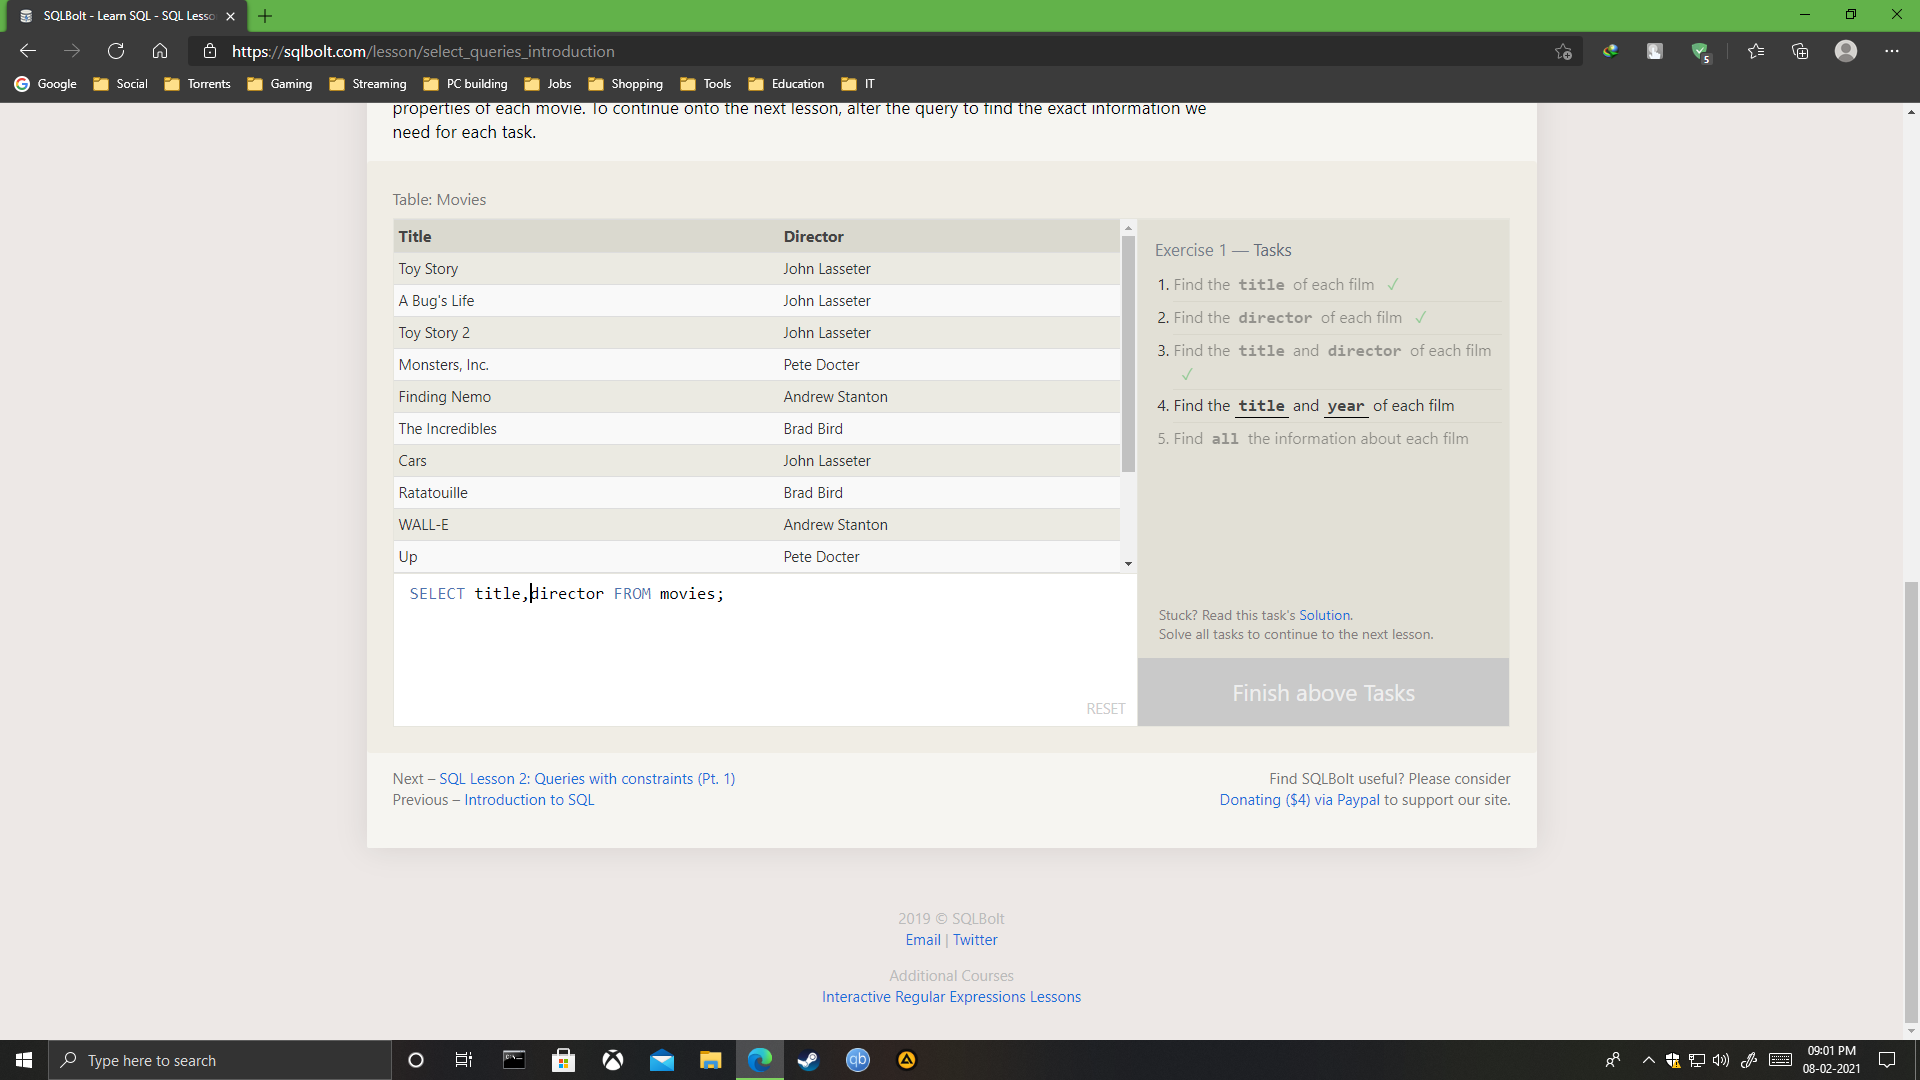 SQLBolt - Learn SQL - SQL Lesso
https://sqlbolt.com/lesson/select_queries_introduction
5
Google Social Torrents Gaming Streaming PC building Jobs Shopping Tools Education IT
properties of each movie. To continue onto the next lesson, alter the query to find the exact information we
need for each task.
Table: Movies
Title Director
Toy Story John Lasseter
A Bug's Life John Lasseter
Toy Story 2 John Lasseter
Monsters, Inc. Pete Docter
Finding Nemo Andrew Stanton
The Incredibles Brad Bird
Cars John Lasseter
Ratatouille Brad Bird
WALL-E Andrew Stanton
Up Pete Docter
SELECT title,director FROM movies;
RESET
Exercise 1 — Tasks
1. Find the title of each film ✓
2. Find the director of each film ✓
3. Find the title and director of each film
✓
4. Find the title and year of each film
5. Find all the information about each film
Stuck? Read this task's Solution.
Solve all tasks to continue to the next lesson.
Finish above Tasks
Next – SQL Lesson 2: Queries with constraints (Pt. 1)
Previous – Introduction to SQL
Find SQLBolt useful? Please consider
Donating ($4) via Paypal to support our site.
2019 © SQLBolt
Email | Twitter
Additional Courses
Interactive Regular Expressions Lessons
Type here to search
qb
09:01 PM
08-02-2021